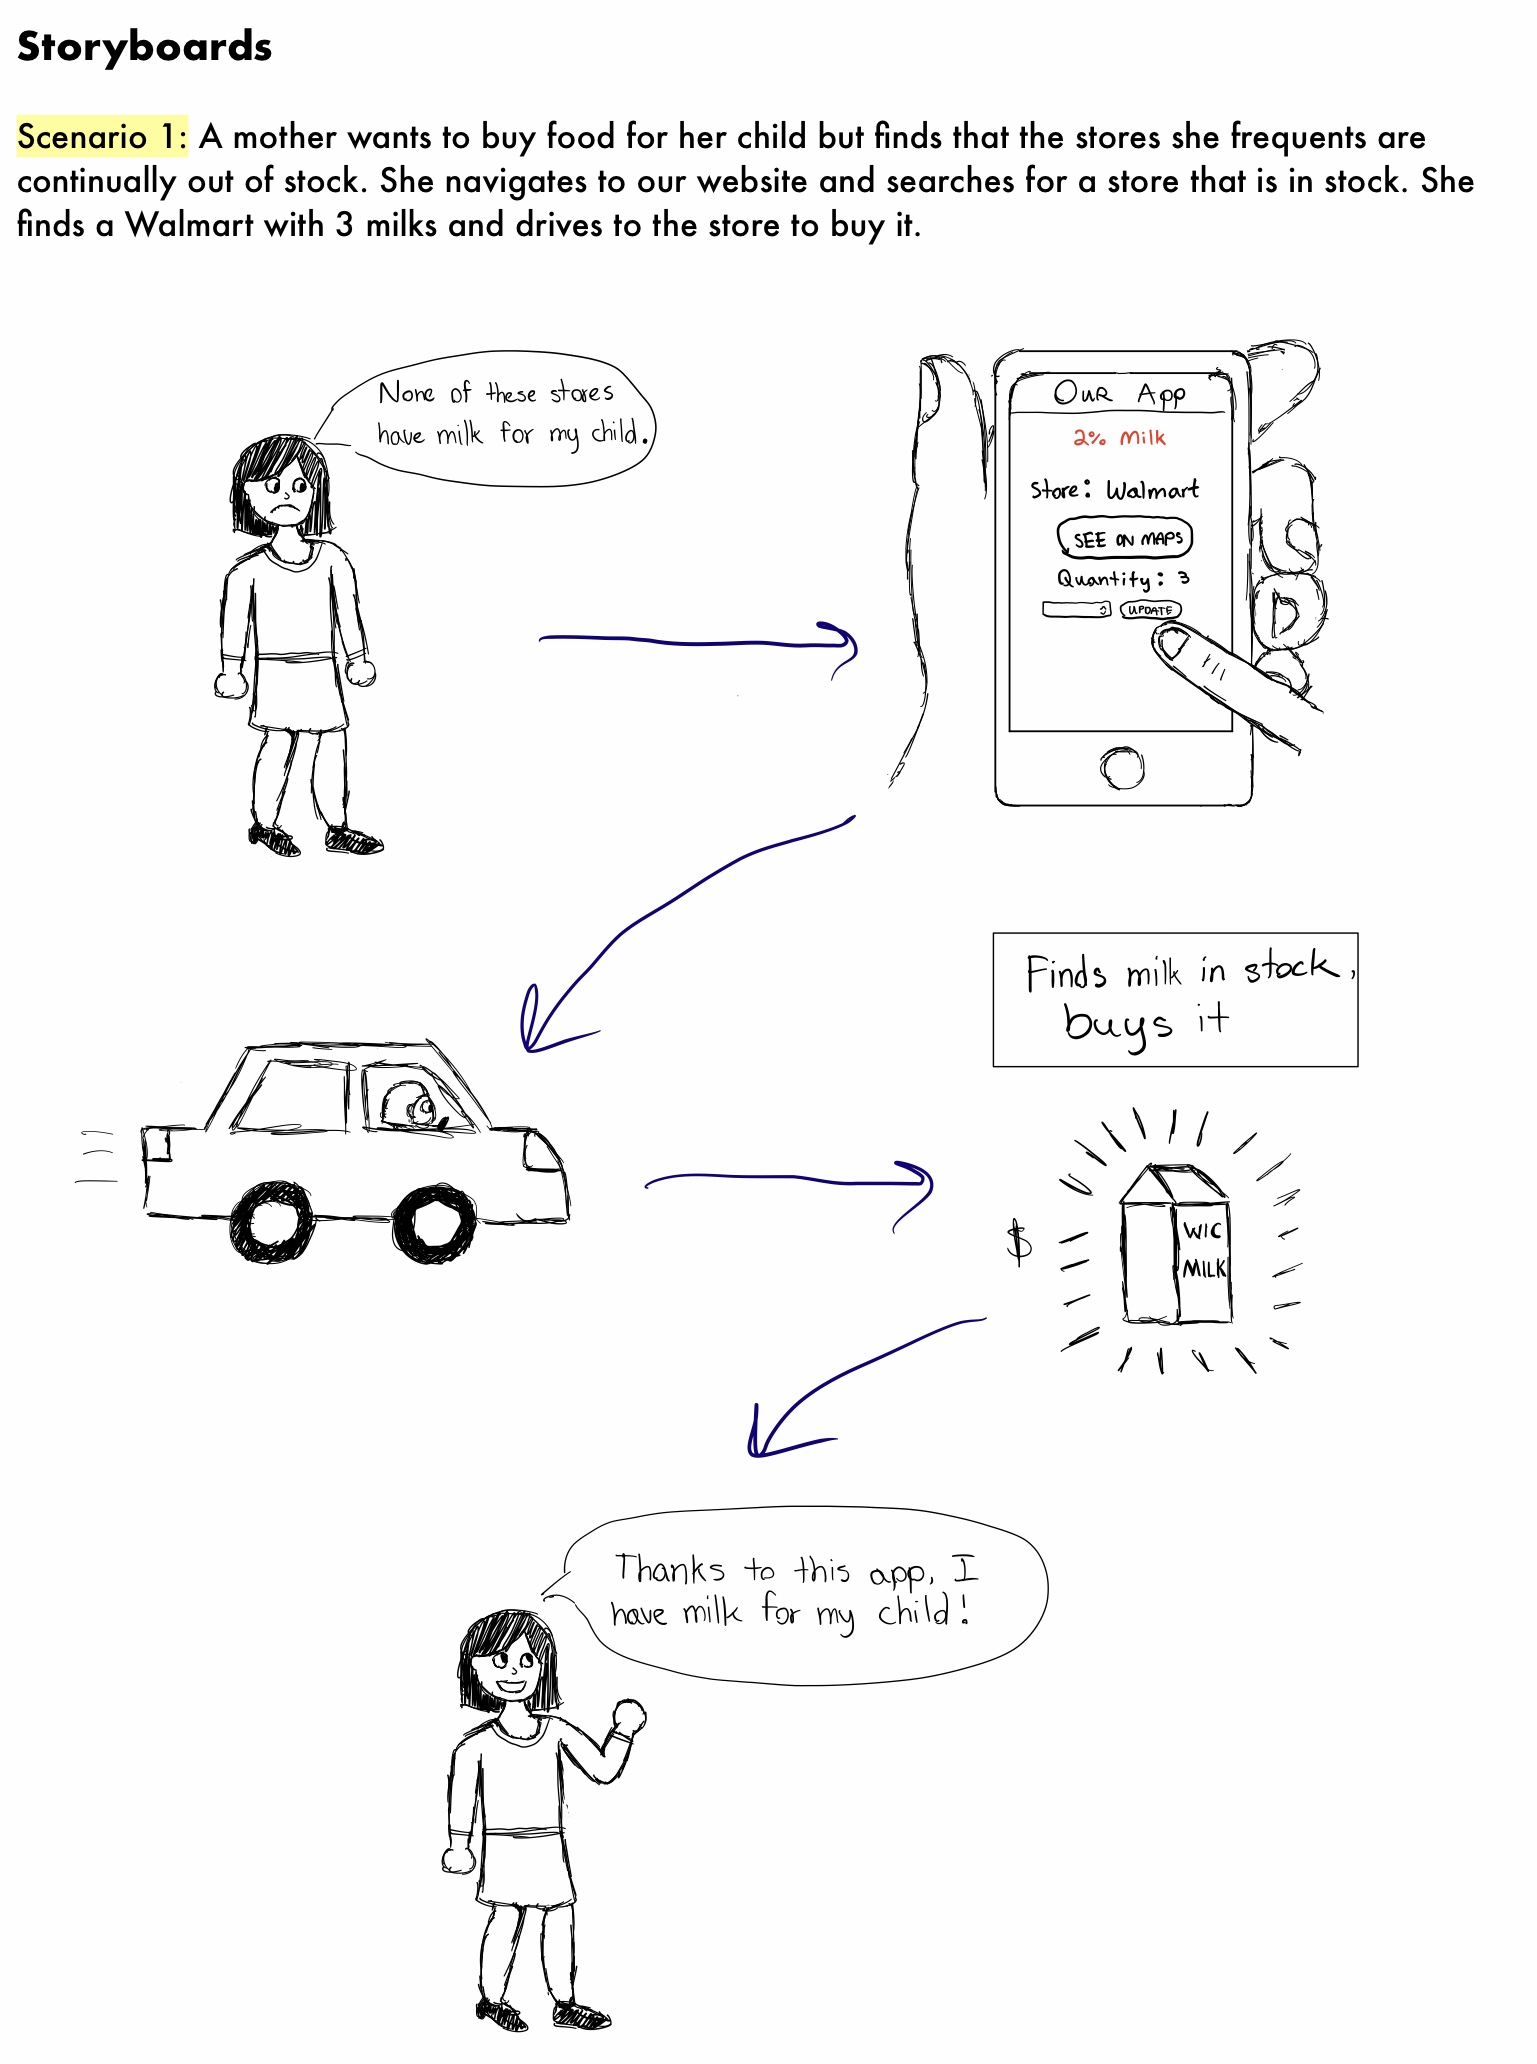 Storyboards
Scenario 1: A mother wants to buy food for her child but finds that the stores she frequents are
continually out of stock. She navigates to our website and searches for a store that is in stock. She
finds a Walmart with 3 milks and drives to the store to buy it.
None of these stores
have milk for my child.
Our App
2% Milk
Store: Walmart
SEE ON MAPS
Quantity: 3
UPDATE
Finds milk in stock,
buys it
$
WIC
MILK
Thanks to this app, I
have milk for my child!